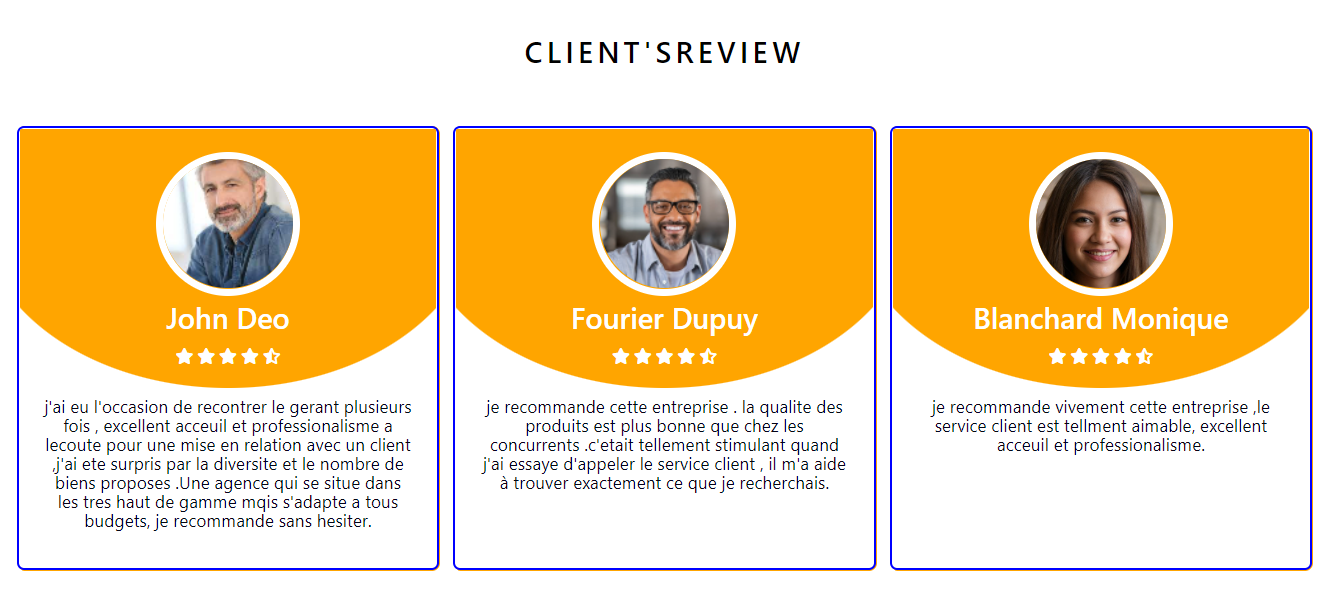 CLIENT'SREVIEW
John Deo
j'ai eu l'occasion de recontrer le gerant plusieurs
fois , excellent acceuil et professionalisme a
lecoute pour une mise en relation avec un client
,j'ai ete surpris par la diversite et le nombre de
biens proposes .Une agence qui se situe dans
les tres haut de gamme mqis s'adapte a tous
budgets, je recommande sans hesiter.
Fourier Dupuy
je recommande cette entreprise . la qualite des
produits est plus bonne que chez les
concurrents .c'etait tellement stimulant quand
j'ai essaye d'appeler le service client , il m'a aide
à trouver exactement ce que je recherchais.
Blanchard Monique
je recommande vivement cette entreprise ,le
service client est tellment aimable, excellent
acceuil et professionalisme.